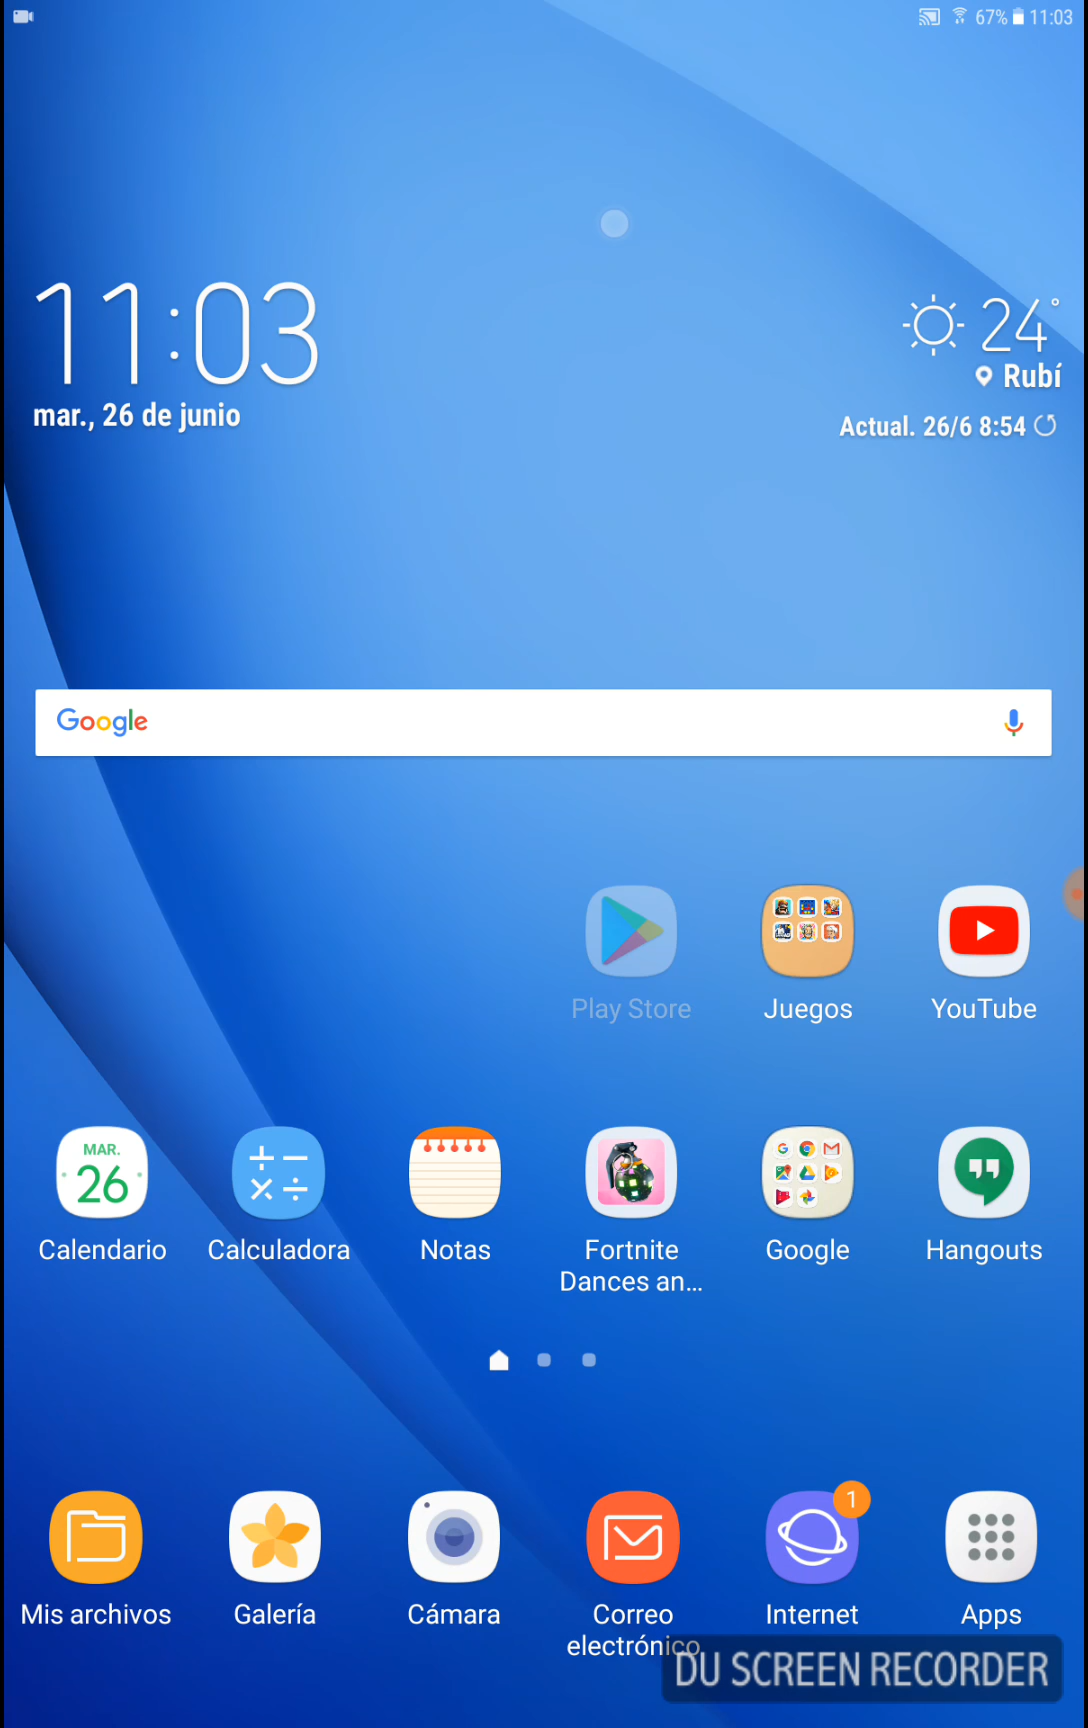 67% 11:03
11:03
mar., 26 de junio
24°
Rubí
Actual. 26/6 8:54
Google
Play Store
Juegos
YouTube
MAR.
26
Calendario
Calculadora
Notas
Fortnite
Dances an...
Google
Hangouts
1
Mis archivos
Galería
Cámara
Correo
electrónico
Internet
Apps
DU SCREEN RECORDER